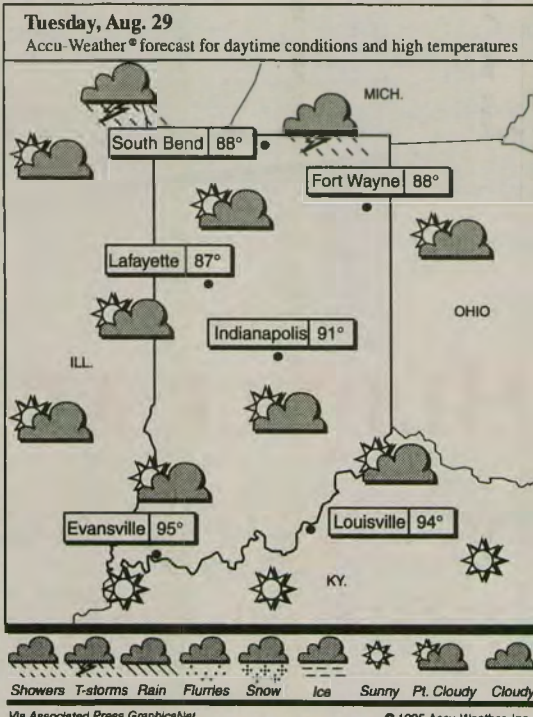 Tuesday, Aug. 29
Accu-Weather® forecast for daytime conditions and high temperatures
MICH.
South Bend 88°
Fort Wayne 88°
Lafayette 87°
OHIO
Indianapolis 91°
ILL.
Evansville 95°
Louisville 94°
KY.
Showers T-storms Rain Flurries Snow Ice Sunny Pt. Cloudy Cloudy
Via Associated Press GraphicsNet
© 1995 Accu-Weather, Inc.